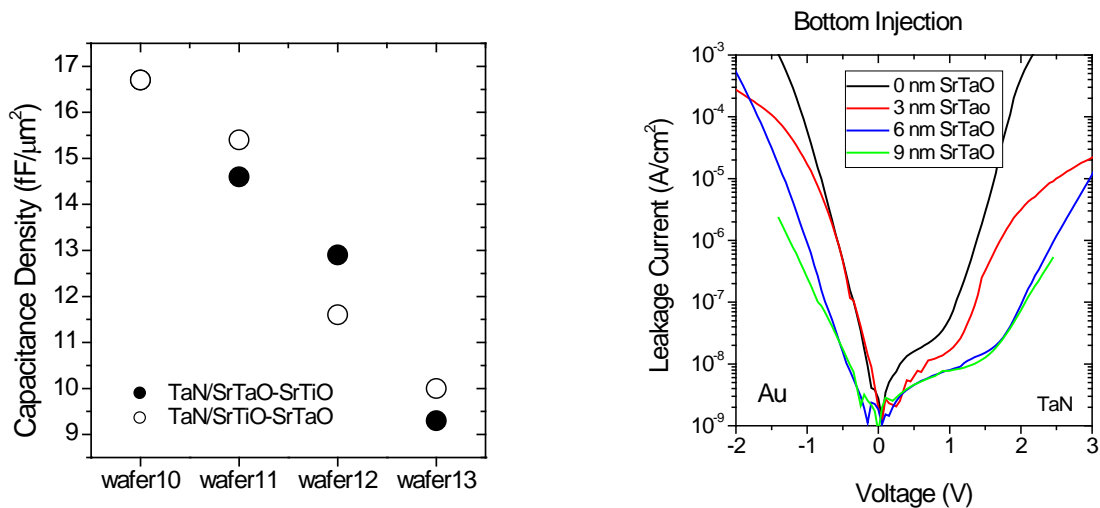 17
16
15
14
13
12
11
10
9
Capacitance Density (fF/µm²)
TaN/SrTaO-SrTiO
TaN/SrTiO-SrTaO
wafer10 wafer11 wafer12 wafer13
Bottom Injection
10⁻³
10⁻⁴
10⁻⁵
10⁻⁶
10⁻⁷
10⁻⁸
10⁻⁹
Leakage Current (A/cm²)
0 nm SrTaO
3 nm SrTao
6 nm SrTaO
9 nm SrTaO
Au
TaN
-2 -1 0 1 2 3
Voltage (V)